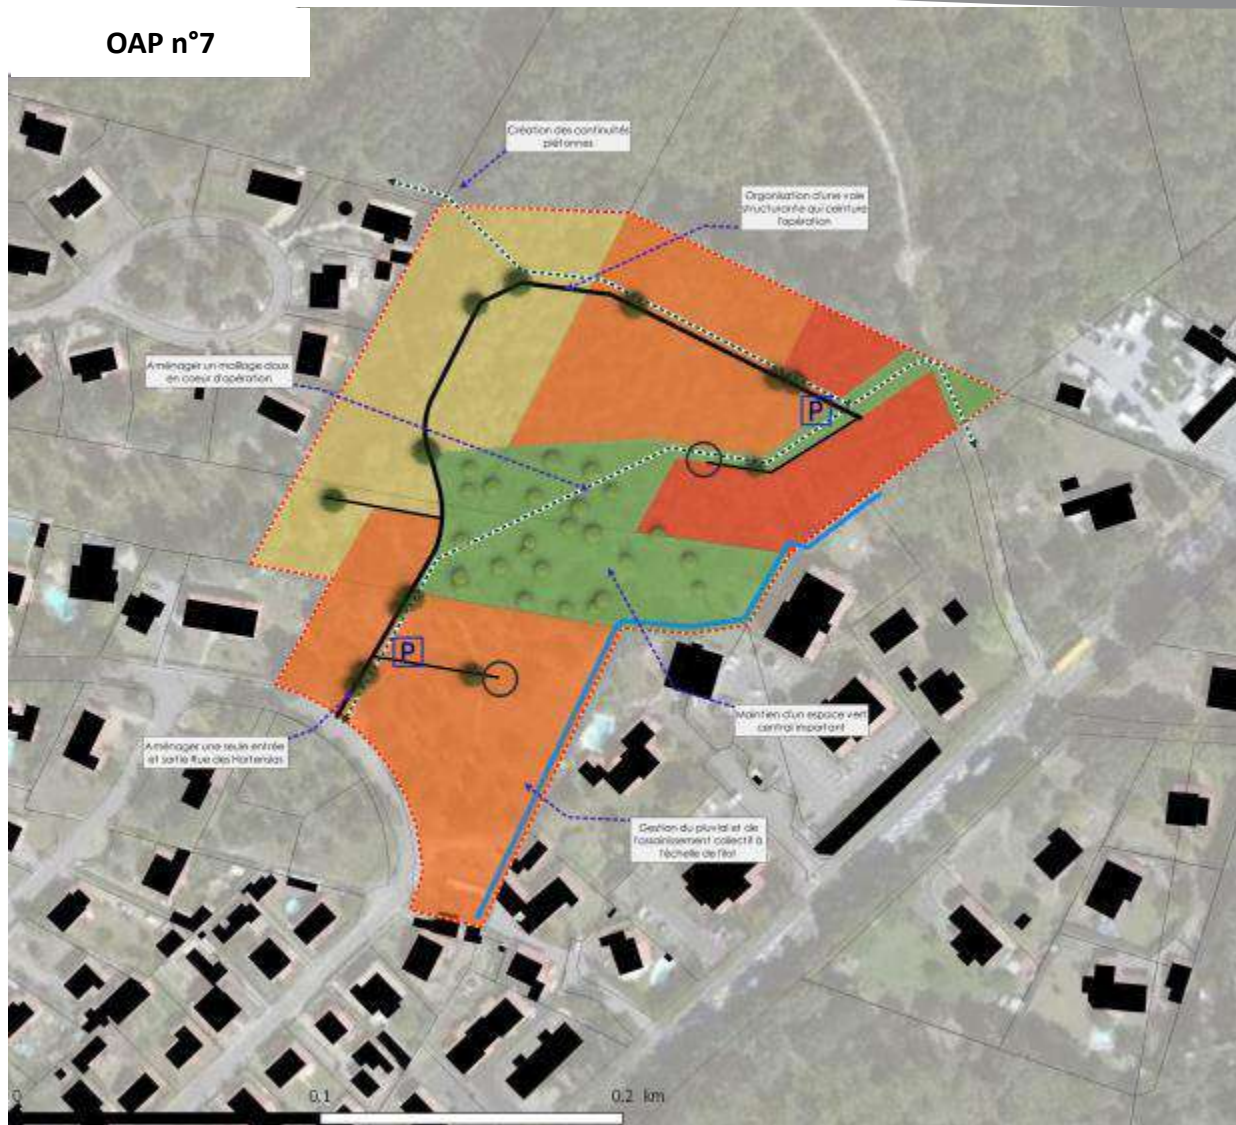 OAP n°7
Création des continuités
piétonnes
Organisation d'une voie
structurante qui ceinture
l'opération
Aménager un maillage doux
en coeur d'opération
P
P
Maintien d'un espace vert
central important
Aménager une seule entrée
et sortie Rue des Hortensias
Gestion du pluvial et de
l'assainissement collectif à
l'échelle de l'îlot
0
0.1
0.2 km